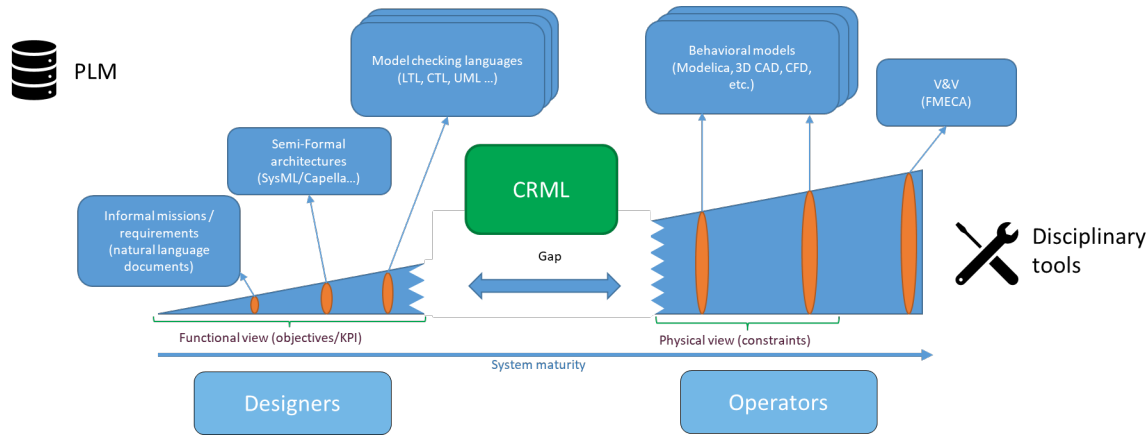 PLM
Model checking languages
(LTL, CTL, UML ...)
Behavioral models
(Modelica, 3D CAD, CFD,
etc.)
V&V
(FMECA)
Semi-Formal
architectures
(SysML/Capella...)
CRML
Informal missions /
requirements
(natural language
documents)
Gap
Disciplinary
tools
Functional view (objectives/KPI)
Physical view (constraints)
System maturity
Designers
Operators